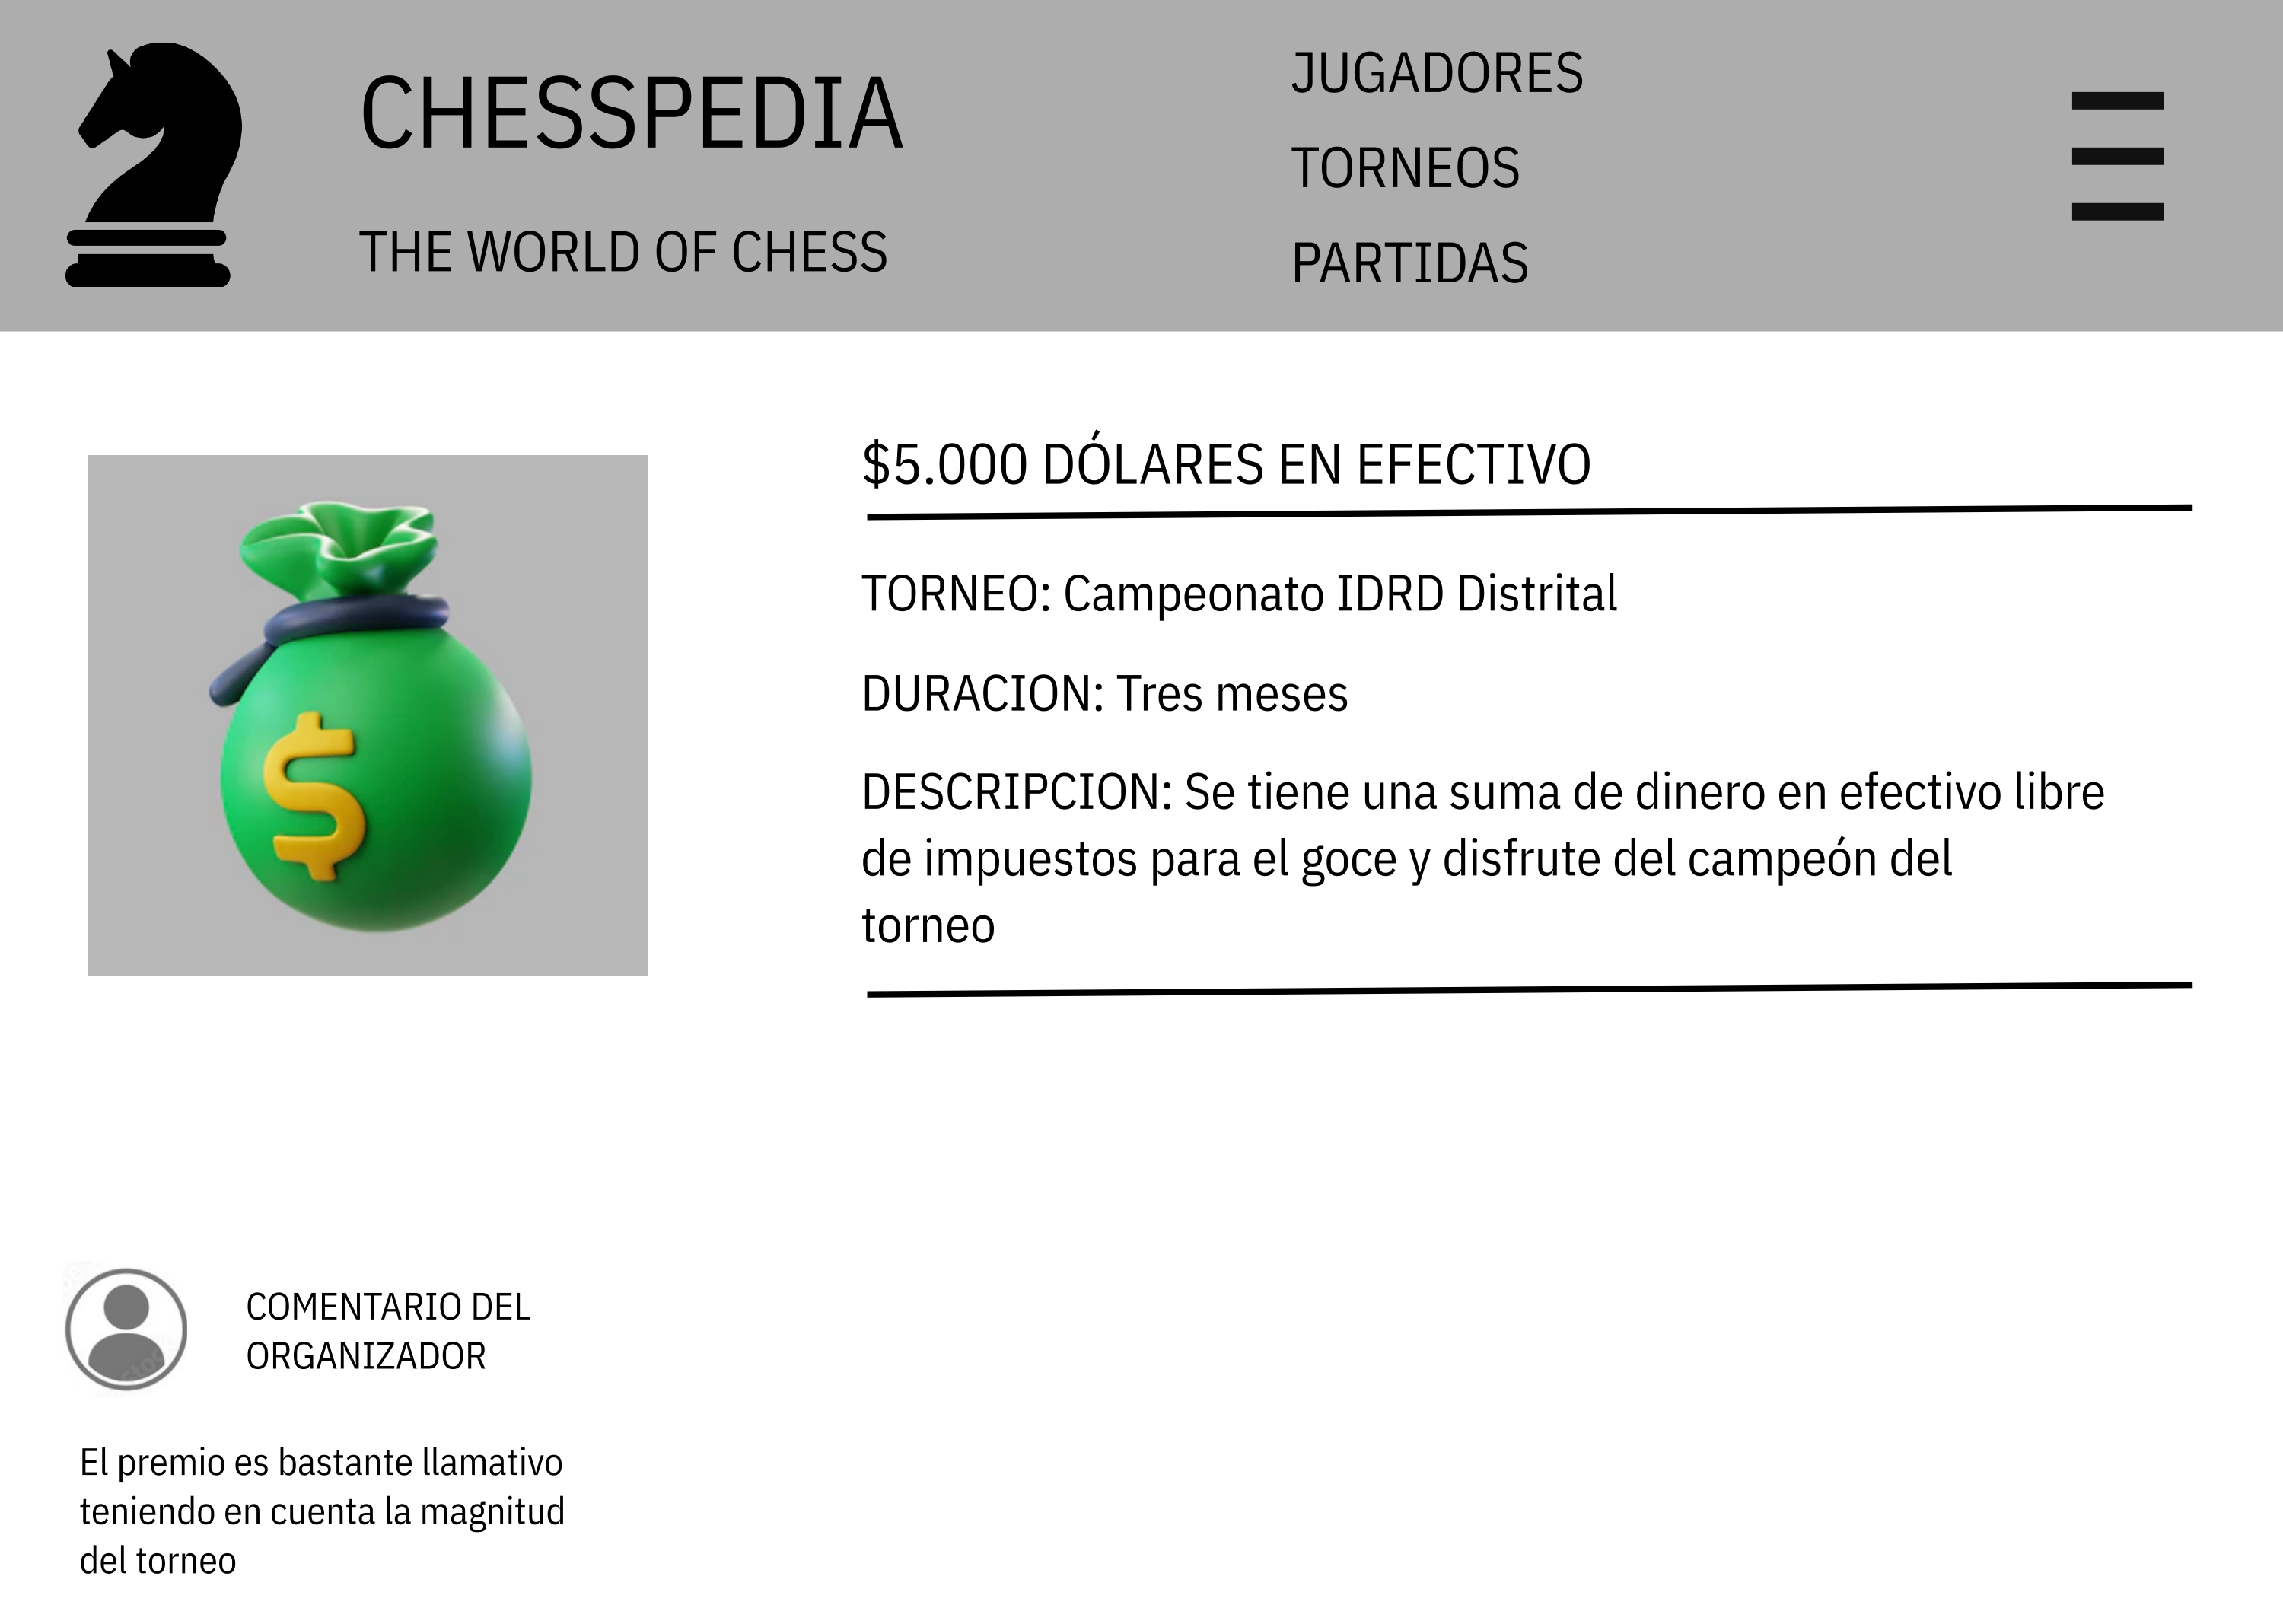 CHESSPEDIA
THE WORLD OF CHESS
JUGADORES
TORNEOS
PARTIDAS
$5.000 DÓLARES EN EFECTIVO
TORNEO: Campeonato IDRD Distrital
DURACION: Tres meses
DESCRIPCION: Se tiene una suma de dinero en efectivo libre
de impuestos para el goce y disfrute del campeón del
torneo
COMENTARIO DEL
ORGANIZADOR
El premio es bastante llamativo
teniendo en cuenta la magnitud
del torneo